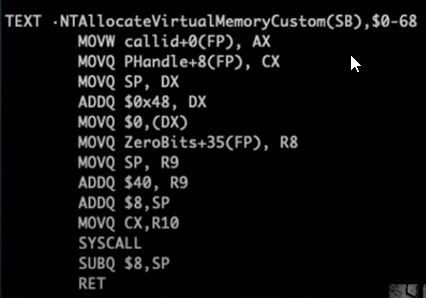 TEXT ·NTAllocateVirtualMemoryCustom(SB),$0-68
MOVW callid+0(FP), AX
MOVQ PHandle+8(FP), CX
MOVQ SP, DX
ADDQ $0x48, DX
MOVQ $0,(DX)
MOVQ ZeroBits+35(FP), R8
MOVQ SP, R9
ADDQ $40, R9
ADDQ $8,SP
MOVQ CX,R10
SYSCALL
SUBQ $8,SP
RET